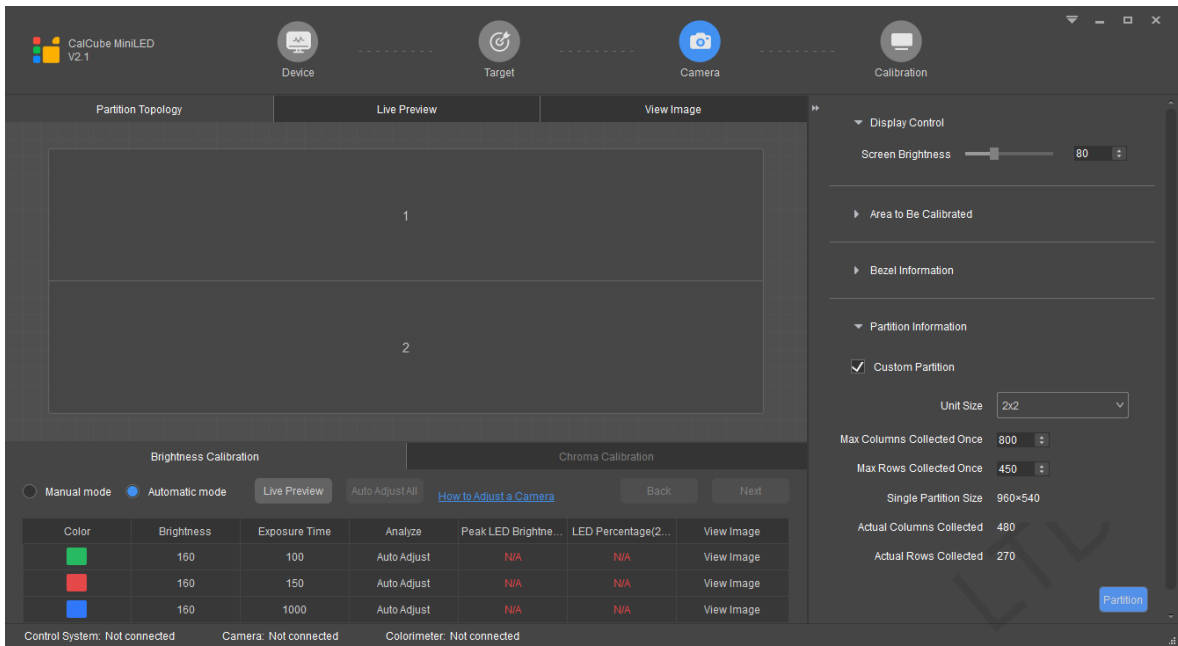 CalCube MiniLED
V2.1
Device
Target
Camera
Calibration
Partition Topology
Live Preview
View Image
1
2
Display Control
Screen Brightness 80
Area to Be Calibrated
Bezel Information
Partition Information
Custom Partition
Unit Size 2x2
Max Columns Collected Once 800
Max Rows Collected Once 450
Single Partition Size 960×540
Actual Columns Collected 480
Actual Rows Collected 270
Partition
Brightness Calibration
Chroma Calibration
Manual mode Automatic mode Live Preview Auto Adjust All How to Adjust a Camera Back Next
Color Brightness Exposure Time Analyze Peak LED Brightne... LED Percentage(2... View Image
160 100 Auto Adjust N/A N/A View Image
160 150 Auto Adjust N/A N/A View Image
160 1000 Auto Adjust N/A N/A View Image
Control System: Not connected Camera: Not connected Colorimeter: Not connected
LTD